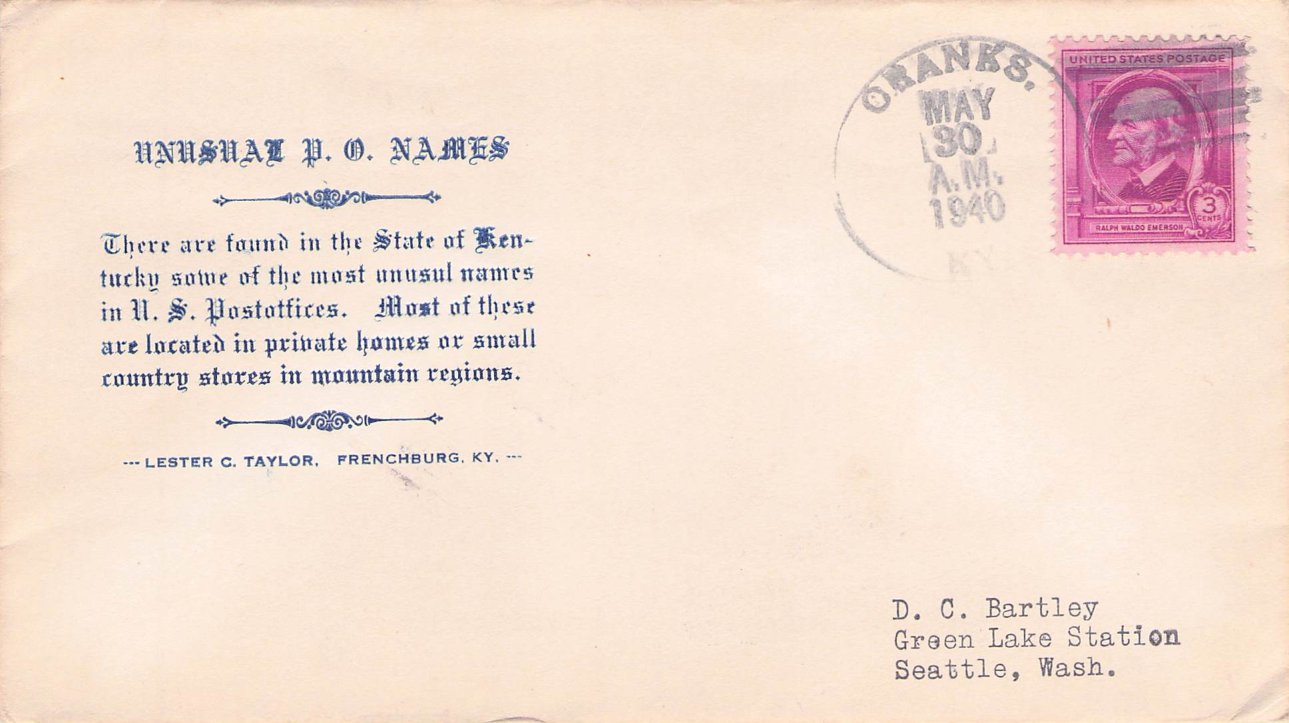 UNUSUAL P. O. NAMES
There are found in the State of Ken-
tucky some of the most unusul names
in U. S. Postoffices. Most of these
are located in private homes or small
country stores in mountain regions.
--- LESTER C. TAYLOR, FRENCHBURG, KY. ---
CRANKS.
MAY
30
A.M.
1940
KY
UNITED STATES POSTAGE
3
CENTS
RALPH WALDO EMERSON
D. C. Bartley
Green Lake Station
Seattle, Wash.